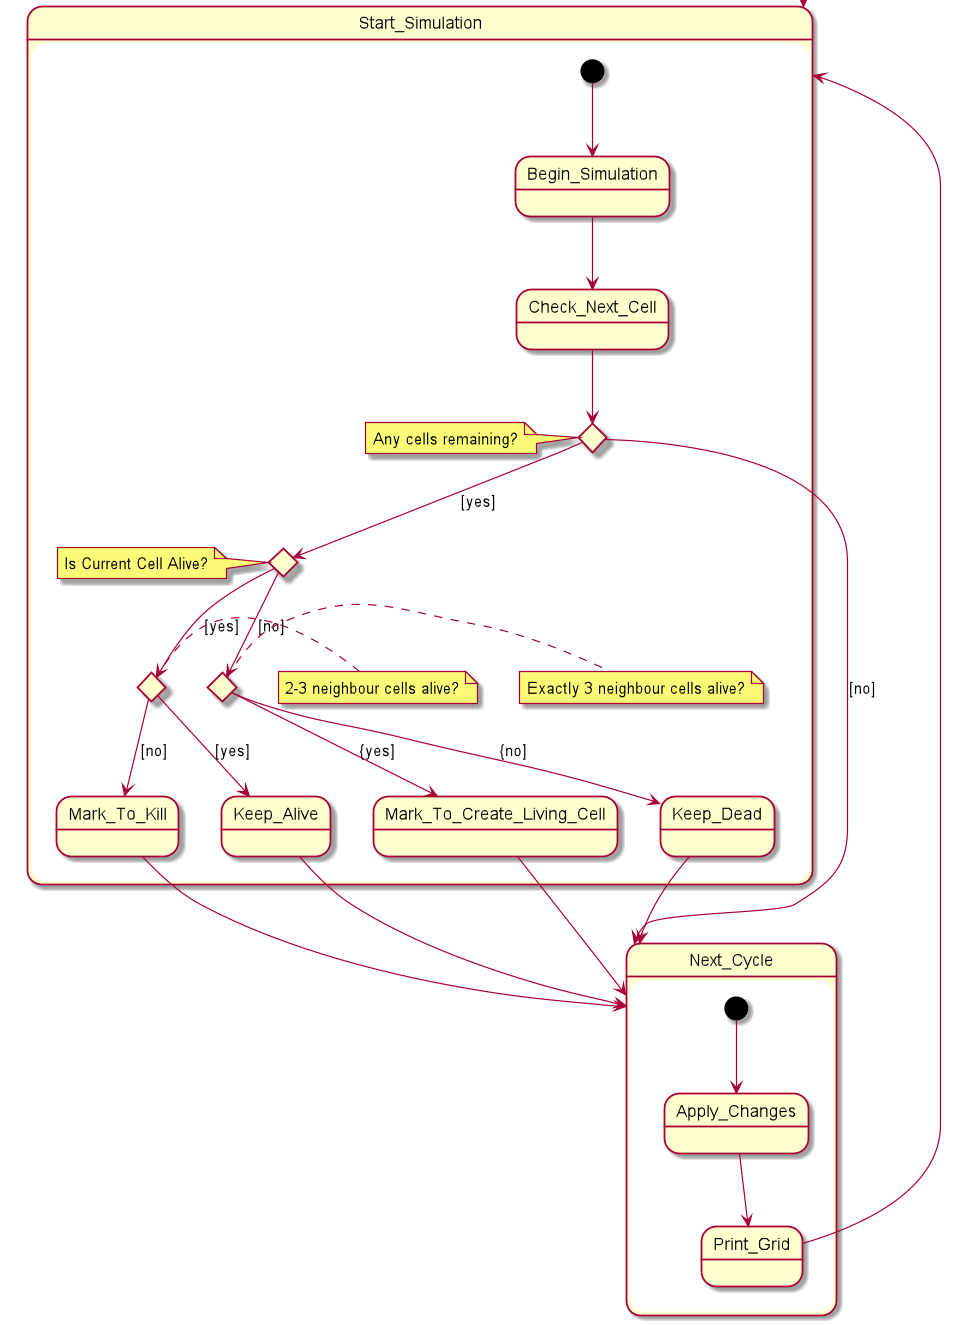 Start_Simulation
Begin_Simulation
Check_Next_Cell
Any cells remaining?
[yes]
Is Current Cell Alive?
[yes]
[no]
2-3 neighbour cells alive?
Exactly 3 neighbour cells alive?
[no]
[no]
[yes]
{yes]
{no]
Mark_To_Kill
Keep_Alive
Mark_To_Create_Living_Cell
Keep_Dead
Next_Cycle
Apply_Changes
Print_Grid